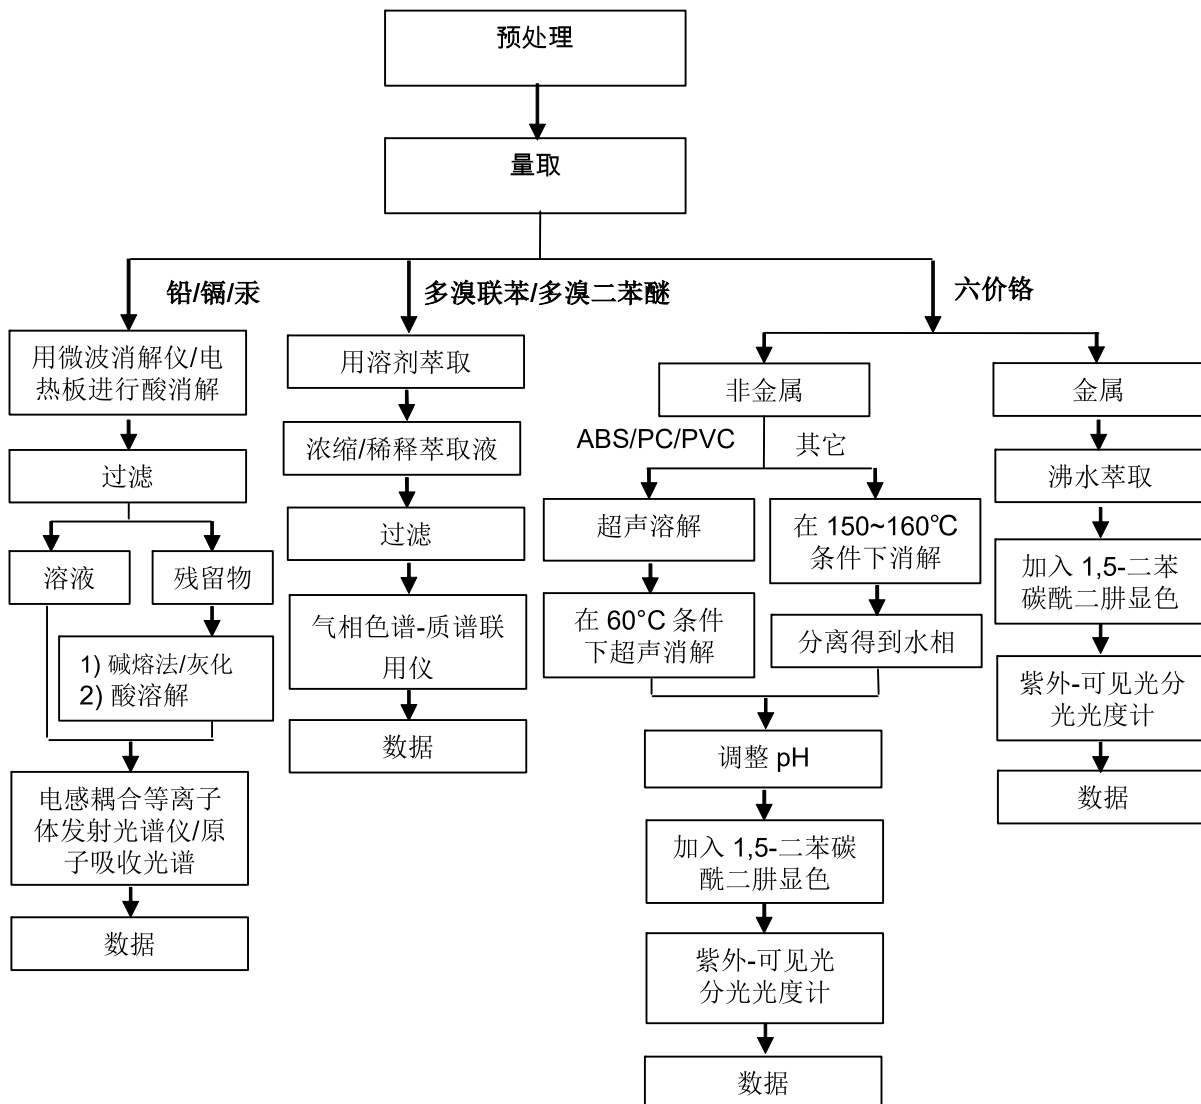 预处理
量取
铅/镉/汞
用微波消解仪/电
热板进行酸消解
过滤
溶液
残留物
1) 碱熔法/灰化
2) 酸溶解
电感耦合等离子
体发射光谱仪/原
子吸收光谱
数据
多溴联苯/多溴二苯醚
用溶剂萃取
浓缩/稀释萃取液
过滤
气相色谱-质谱联
用仪
数据
六价铬
非金属
ABS/PC/PVC
其它
超声溶解
在 60°C 条件
下超声消解
在 150~160℃
条件下消解
分离得到水相
调整 pH
加入 1,5-二苯碳
酰二肼显色
紫外-可见光
分光光度计
数据
金属
沸水萃取
加入 1,5-二苯
碳酰二肼显色
紫外-可见光分
光光度计
数据